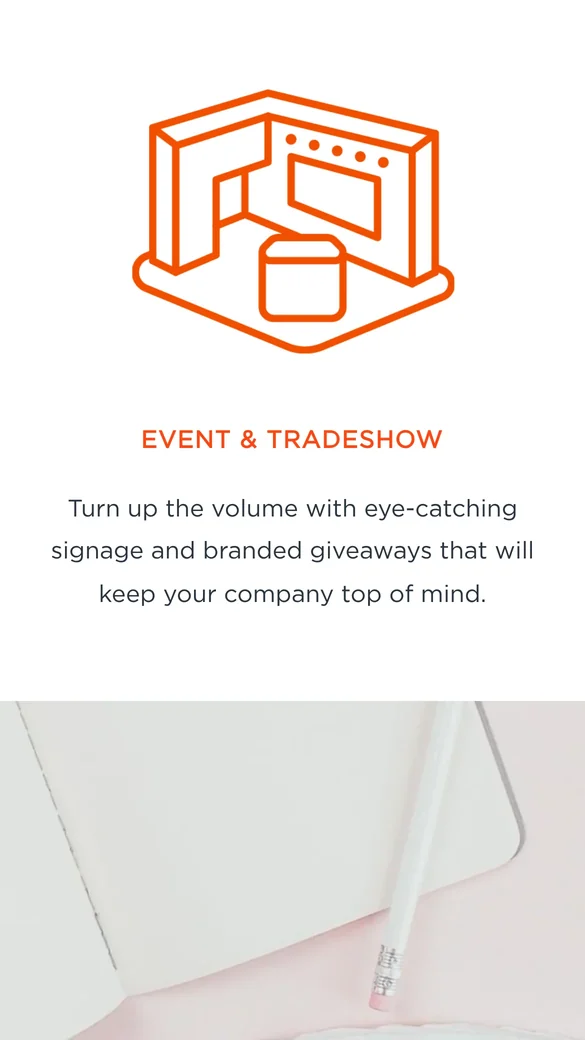 EVENT & TRADESHOW
Turn up the volume with eye-catching
signage and branded giveaways that will
keep your company top of mind.